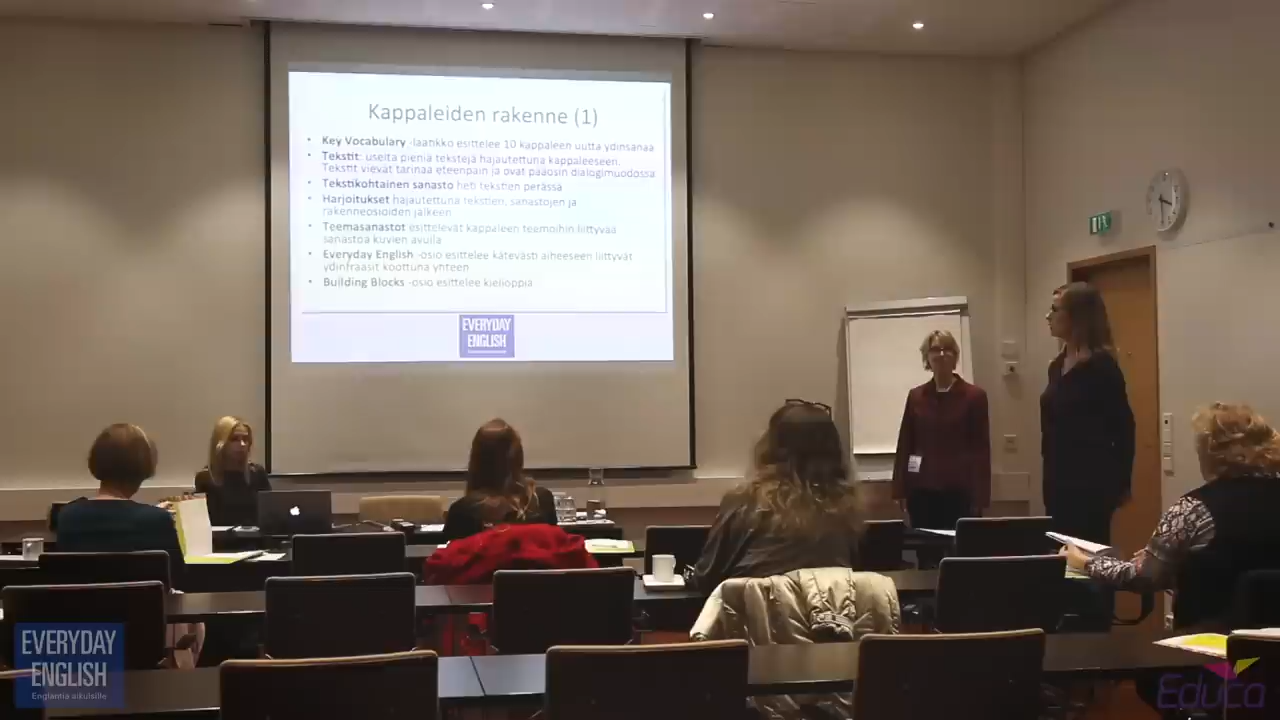 Kappaleiden rakenne (1)
• Key Vocabulary -laatikko esittelee 10 kappaleen uutta ydinsanaa
• Tekstit: useita pieniä tekstejä hajautettuna kappaleeseen.
Tekstit vievät tarinaa eteenpäin ja ovat pääosin dialogimuodossa
• Tekstikohtainen sanasto heti tekstien perässä
• Harjoitukset hajautettuna tekstien, sanastojen ja
rakenneosioiden jälkeen
• Teemasanastot esittelevät kappaleen teemoihin liittyvää
sanastoa kuvien avulla
• Everyday English -osio esittelee kätevästi aiheeseen liittyvät
ydinfraasit koottuna yhteen
• Building Blocks -osio esittelee kielioppia
EVERYDAY
ENGLISH
EVERYDAY
ENGLISH
Englantia aikuisille
Educa